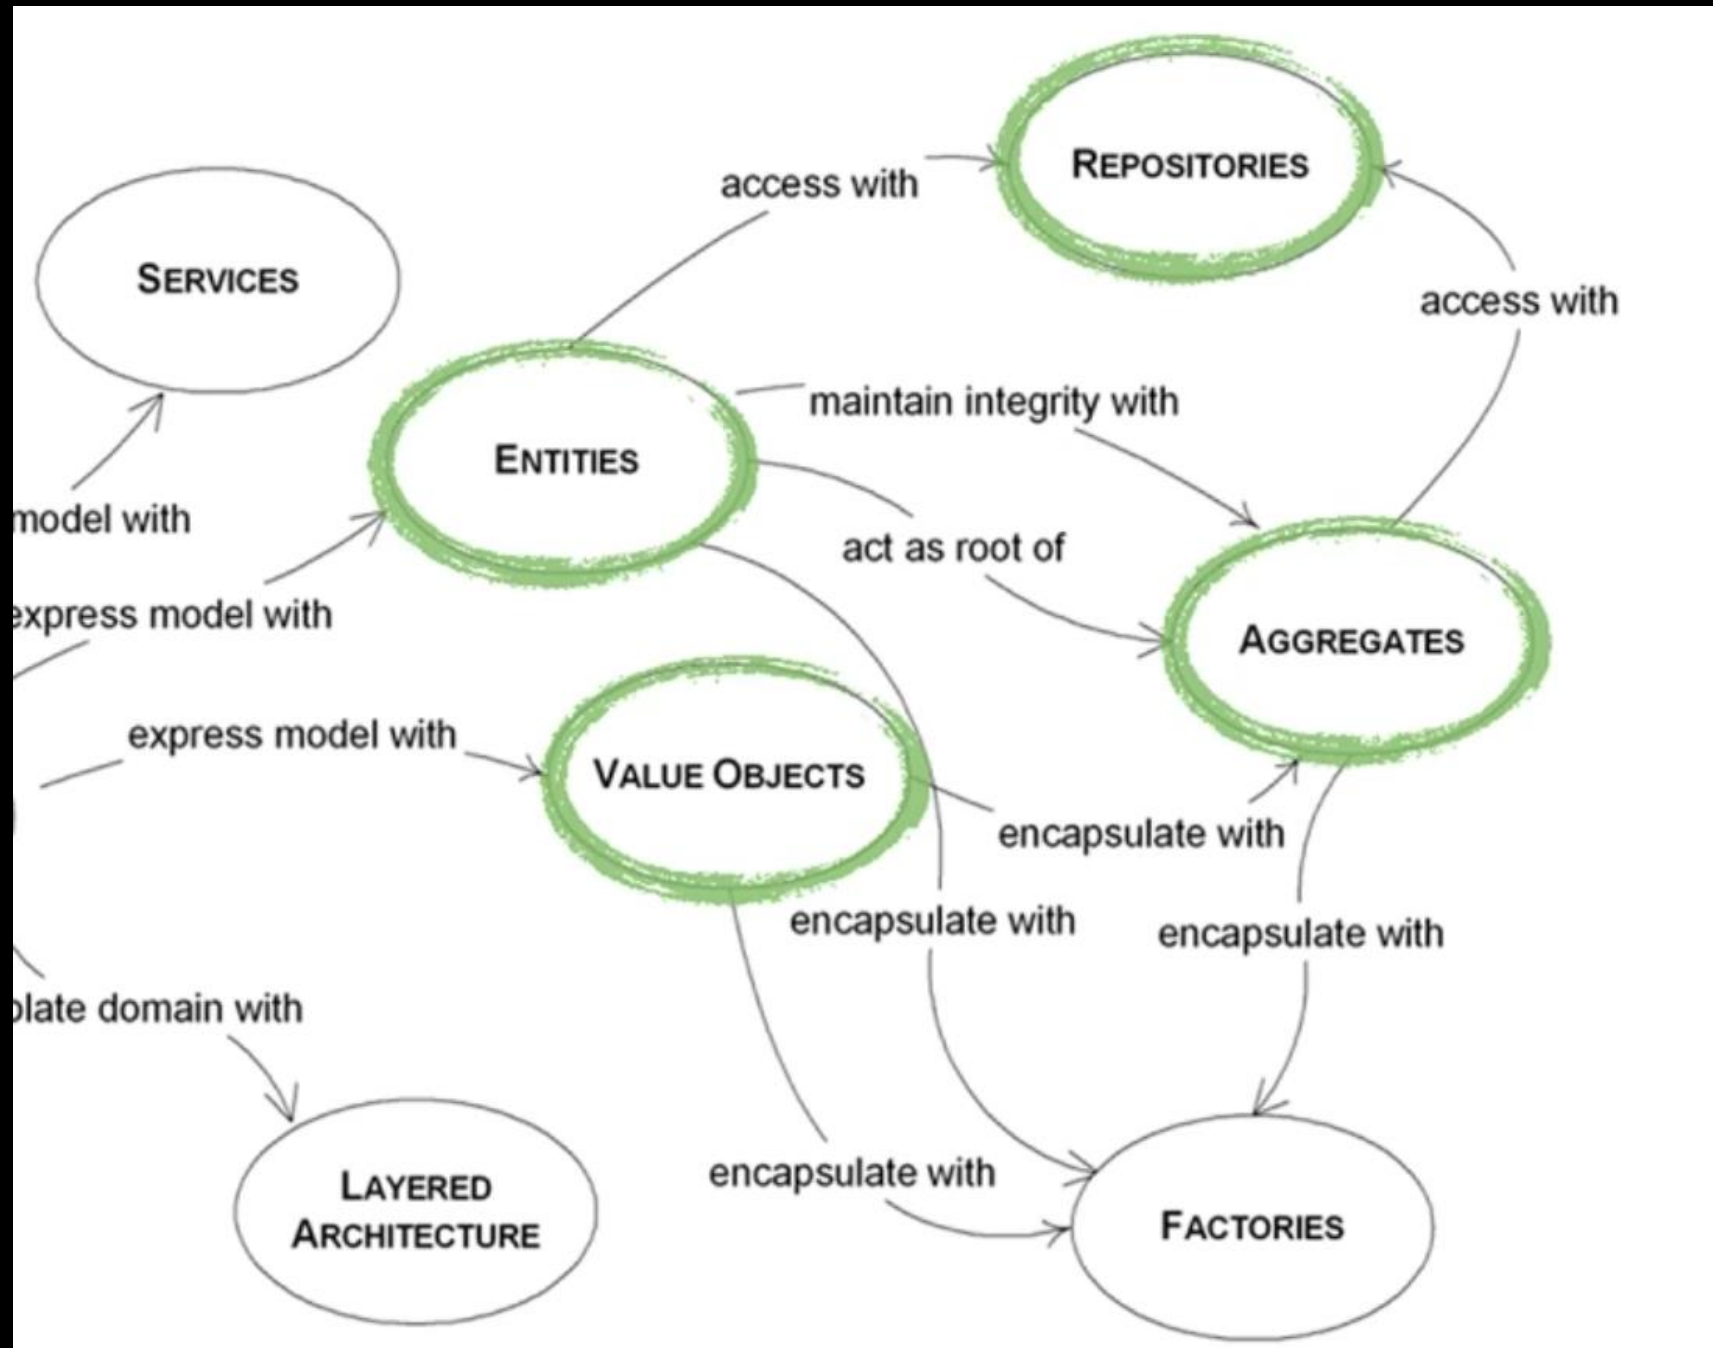 REPOSITORIES
access with
SERVICES
access with
maintain integrity with
ENTITIES
model with
act as root of
express model with
AGGREGATES
express model with
VALUE OBJECTS
encapsulate with
encapsulate with
encapsulate with
domain with
encapsulate with
LAYERED
ARCHITECTURE
FACTORIES